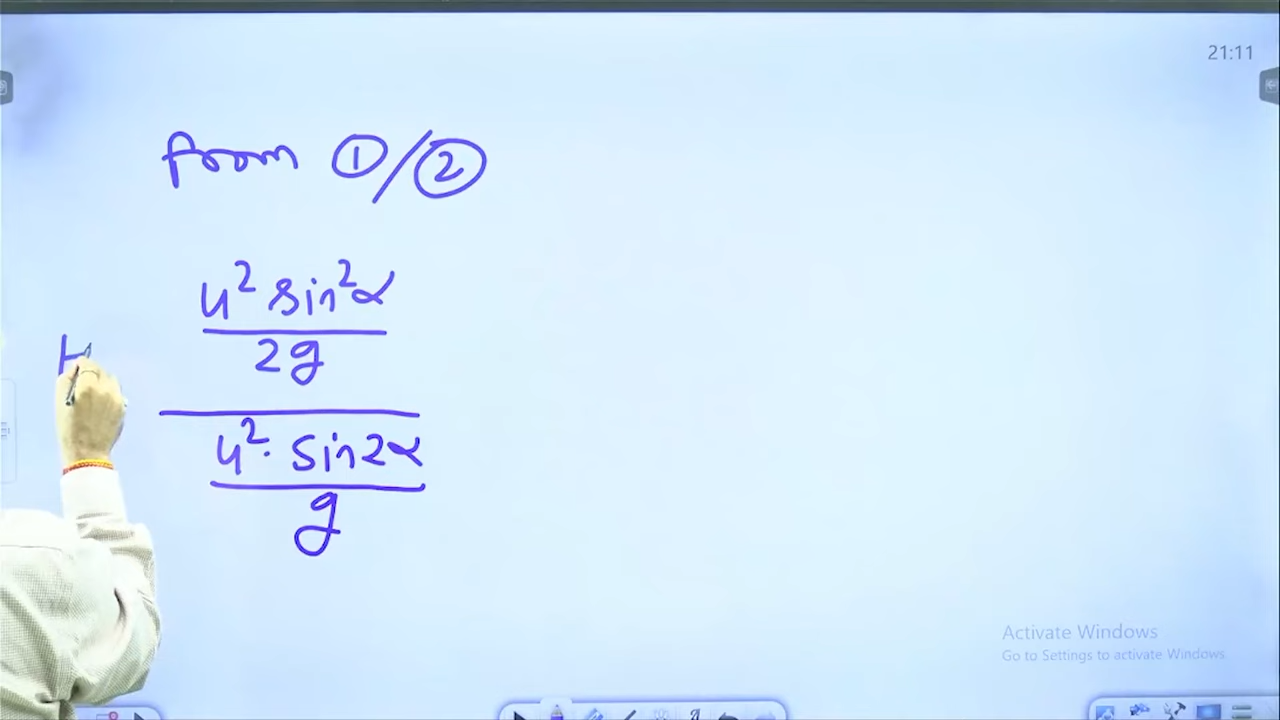 21:11
from ①/②
u² sin²α
2g
H
u². sin2α
g
Activate Windows
Go to Settings to activate Windows.